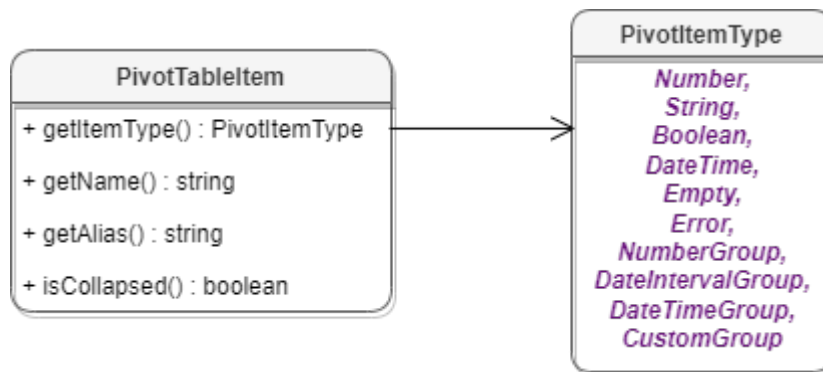 PivotTableItem
+ getItemType() : PivotItemType
+ getName() : string
+ getAlias() : string
+ isCollapsed() : boolean
PivotItemType
Number,
String,
Boolean,
DateTime,
Empty,
Error,
NumberGroup,
DateIntervalGroup,
DateTimeGroup,
CustomGroup